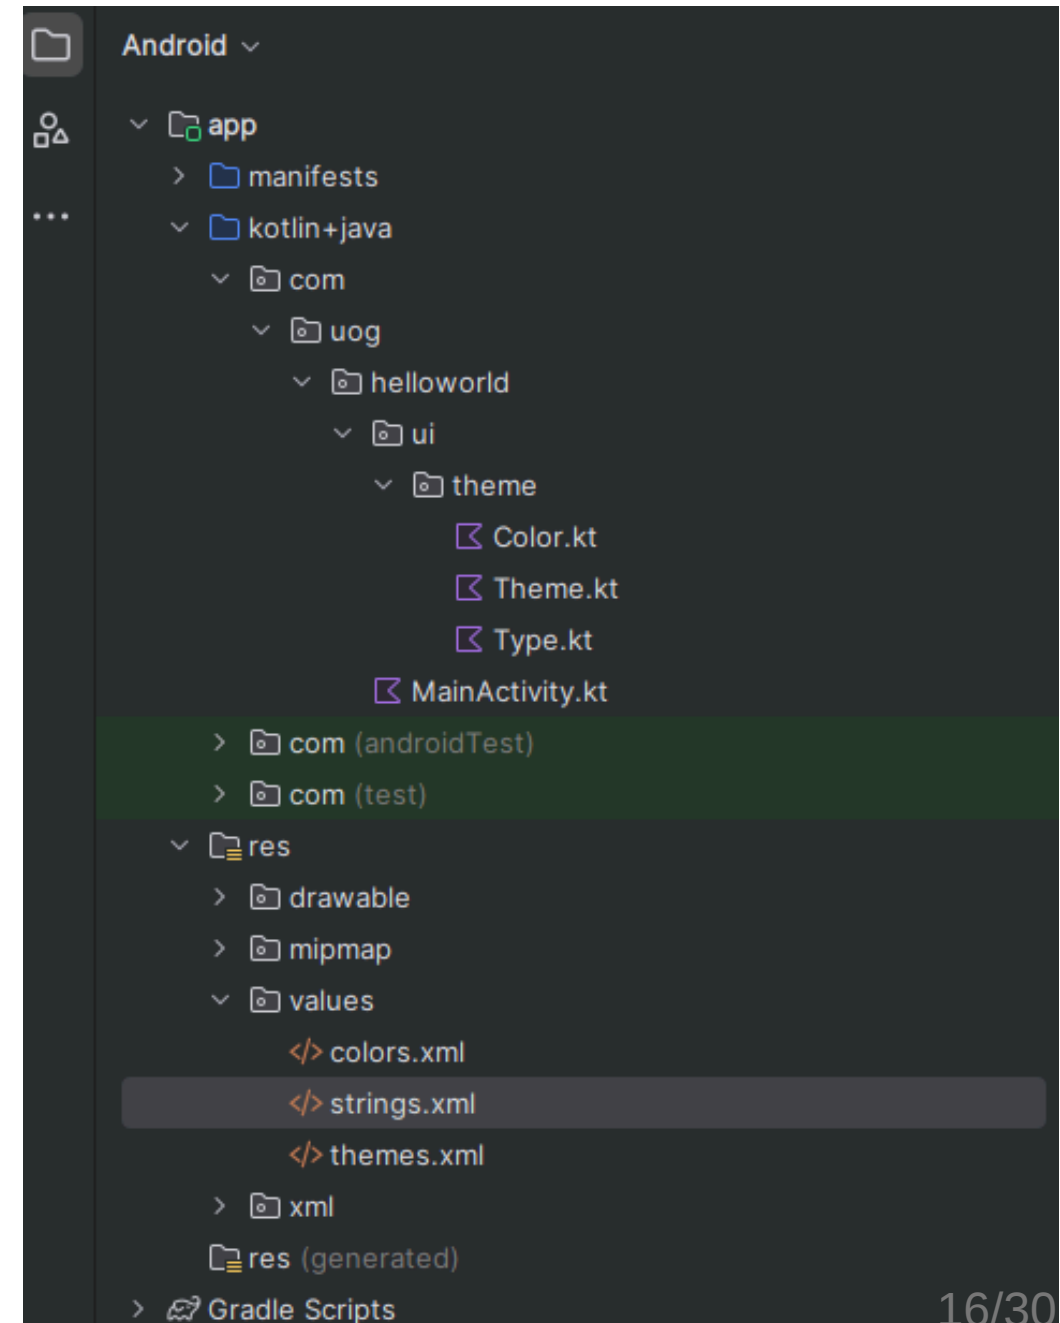 Android
app
manifests
kotlin+java
com
uog
helloworld
ui
theme
Color.kt
Theme.kt
Type.kt
MainActivity.kt
com (androidTest)
com (test)
res
drawable
mipmap
values
colors.xml
strings.xml
themes.xml
xml
res (generated)
Gradle Scripts
16/30